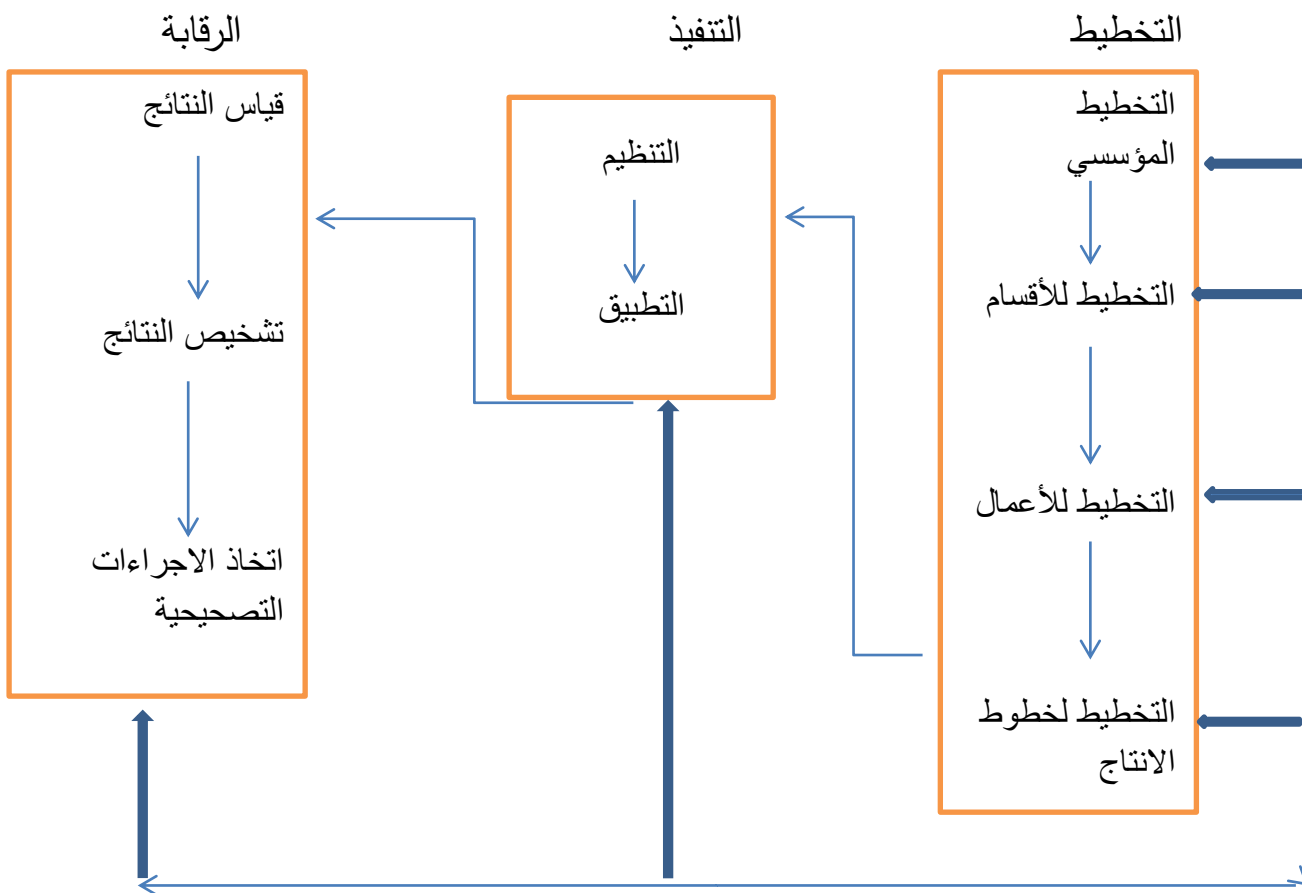 التخطيط
التنفيذ
الرقابة
التخطيط
المؤسسي
التخطيط للأقسام
التخطيط للأعمال
التخطيط لخطوط
الانتاج
التنظيم
التطبيق
قياس النتائج
تشخيص النتائج
اتخاذ الاجراءات
التصحيحية